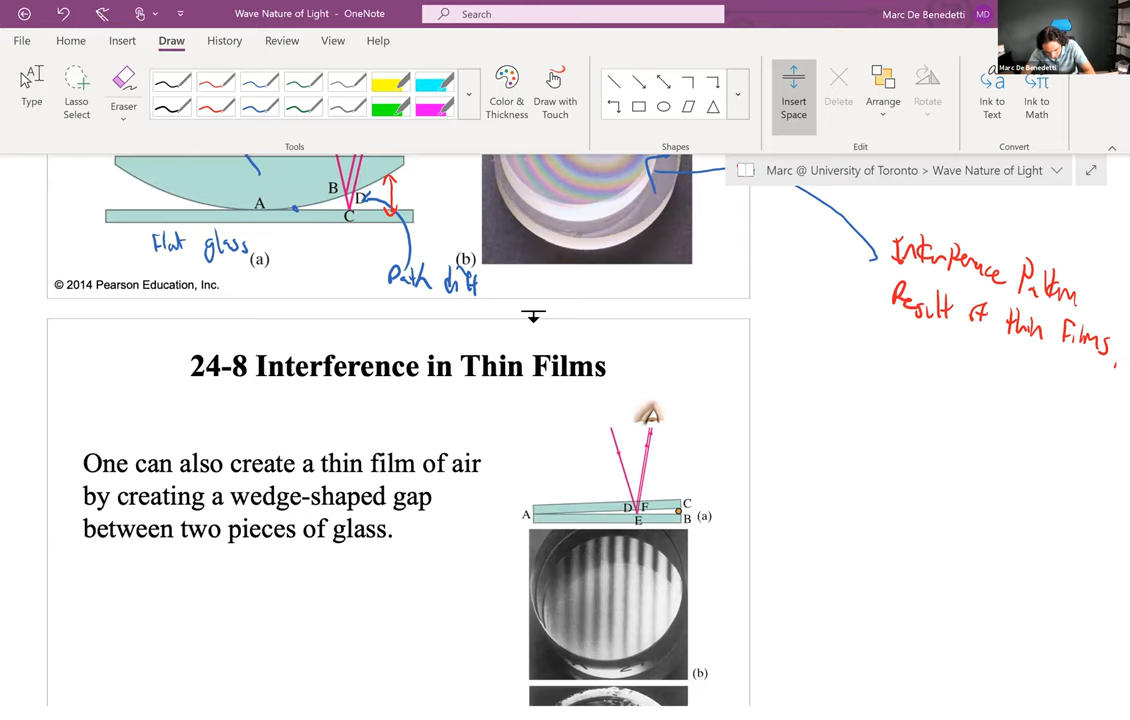 Wave Nature of Light - OneNote
Search
Marc De Benedetti
MD
File Home Insert Draw History Review View Help
Marc De Benedetti
Type
Lasso Select
Eraser
Color & Thickness
Draw with Touch
Insert Space
Delete
Arrange
Rotate
Ink to Text
Ink to Math
Tools
Shapes
Edit
Convert
Marc @ University of Toronto > Wave Nature of Light
B
D
A
C
Flat glass
(a)
(b)
Path diff
© 2014 Pearson Education, Inc.
Interference Pattern
Result of thin films
24-8 Interference in Thin Films
One can also create a thin film of air
by creating a wedge-shaped gap
between two pieces of glass.
A
D F
C
E
B
(a)
(b)